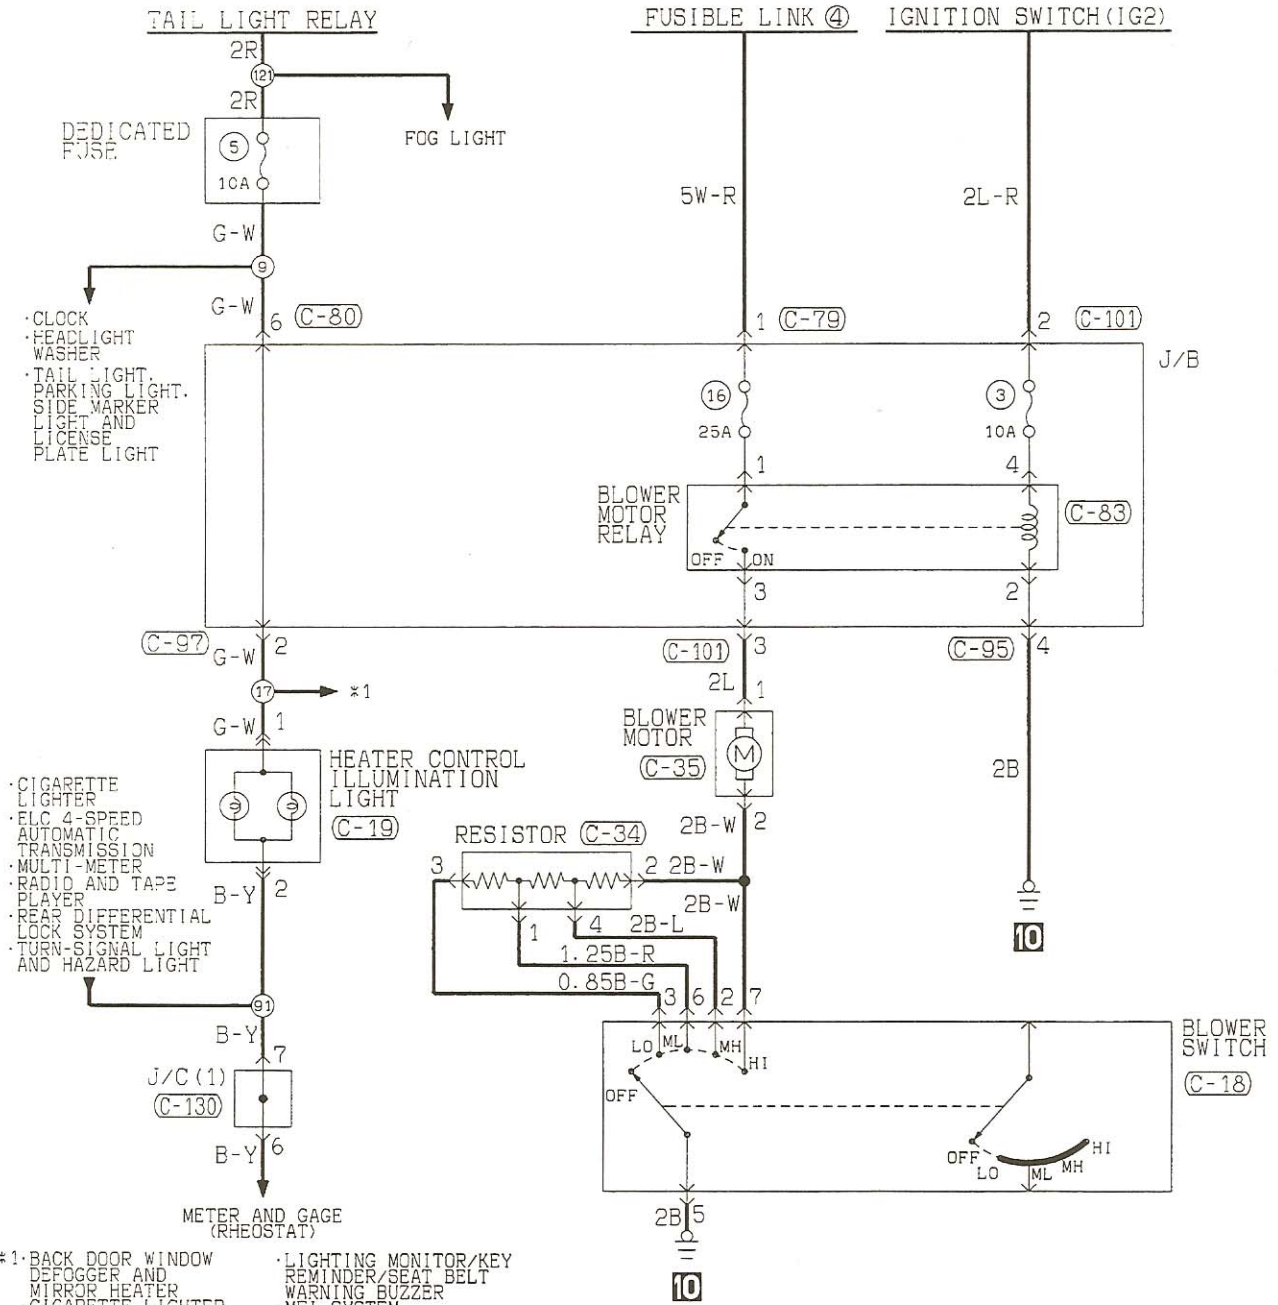 TAIL LIGHT RELAY
FUSIBLE LINK ④
IGNITION SWITCH(IG2)
2R
121
2R
DEDICATED
FUSE
5
10A
FOG LIGHT
5W-R
2L-R
G-W
9
G-W
6
C-80
1
C-79
2
C-101
·CLOCK
·HEADLIGHT
WASHER
·TAIL LIGHT.
PARKING LIGHT.
SIDE MARKER
LIGHT AND
LICENSE
PLATE LIGHT
J/B
16
25A
3
10A
1
4
BLOWER
MOTOR
RELAY
OFF
ON
C-83
3
2
C-97
2
G-W
C-101
3
C-95
4
17
*1
2L
1
G-W
1
BLOWER
MOTOR
M
C-35
HEATER CONTROL
ILLUMINATION
LIGHT
C-19
2B
·CIGARETTE
LIGHTER
·ELC 4-SPEED
AUTOMATIC
TRANSMISSION
·MULTI-METER
·RADIO AND TAPE
PLAYER
·REAR DIFFERENTIAL
LOCK SYSTEM
·TURN-SIGNAL LIGHT
AND HAZARD LIGHT
2B-W
2
RESISTOR
C-34
3
2
2B-W
2B-W
B-Y
2
1
4
2B-L
10
1.25B-R
0.85B-G
3
6
2
7
91
B-Y
7
BLOWER
SWITCH
C-18
LO
ML
MH
HI
OFF
J/C(1)
C-130
OFF
LO
ML
MH
HI
B-Y
6
METER AND GAGE
(RHEOSTAT)
2B
5
10
*1·BACK DOOR WINDOW
DEFOGGER AND
MIRROR HEATER
·CIGARETTE LIGHTER
·LIGHTING MONITOR/KEY
REMINDER/SEAT BELT
WARNING BUZZER
·MFI SYSTEM